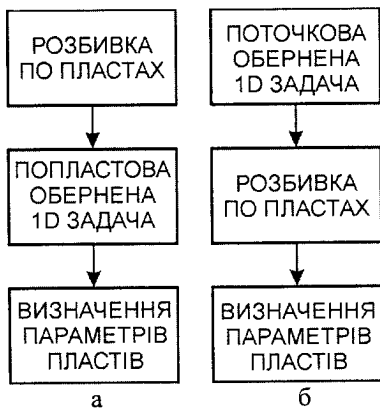 РОЗБИВКА
ПО ПЛАСТАХ
ПОПЛАСТОВА
ОБЕРНЕНА
1D ЗАДАЧА
ВИЗНАЧЕННЯ
ПАРАМЕТРІВ
ПЛАСТІВ
а
ПОТОЧКОВА
ОБЕРНЕНА
1D ЗАДАЧА
РОЗБИВКА
ПО ПЛАСТАХ
ВИЗНАЧЕННЯ
ПАРАМЕТРІВ
ПЛАСТІВ
б